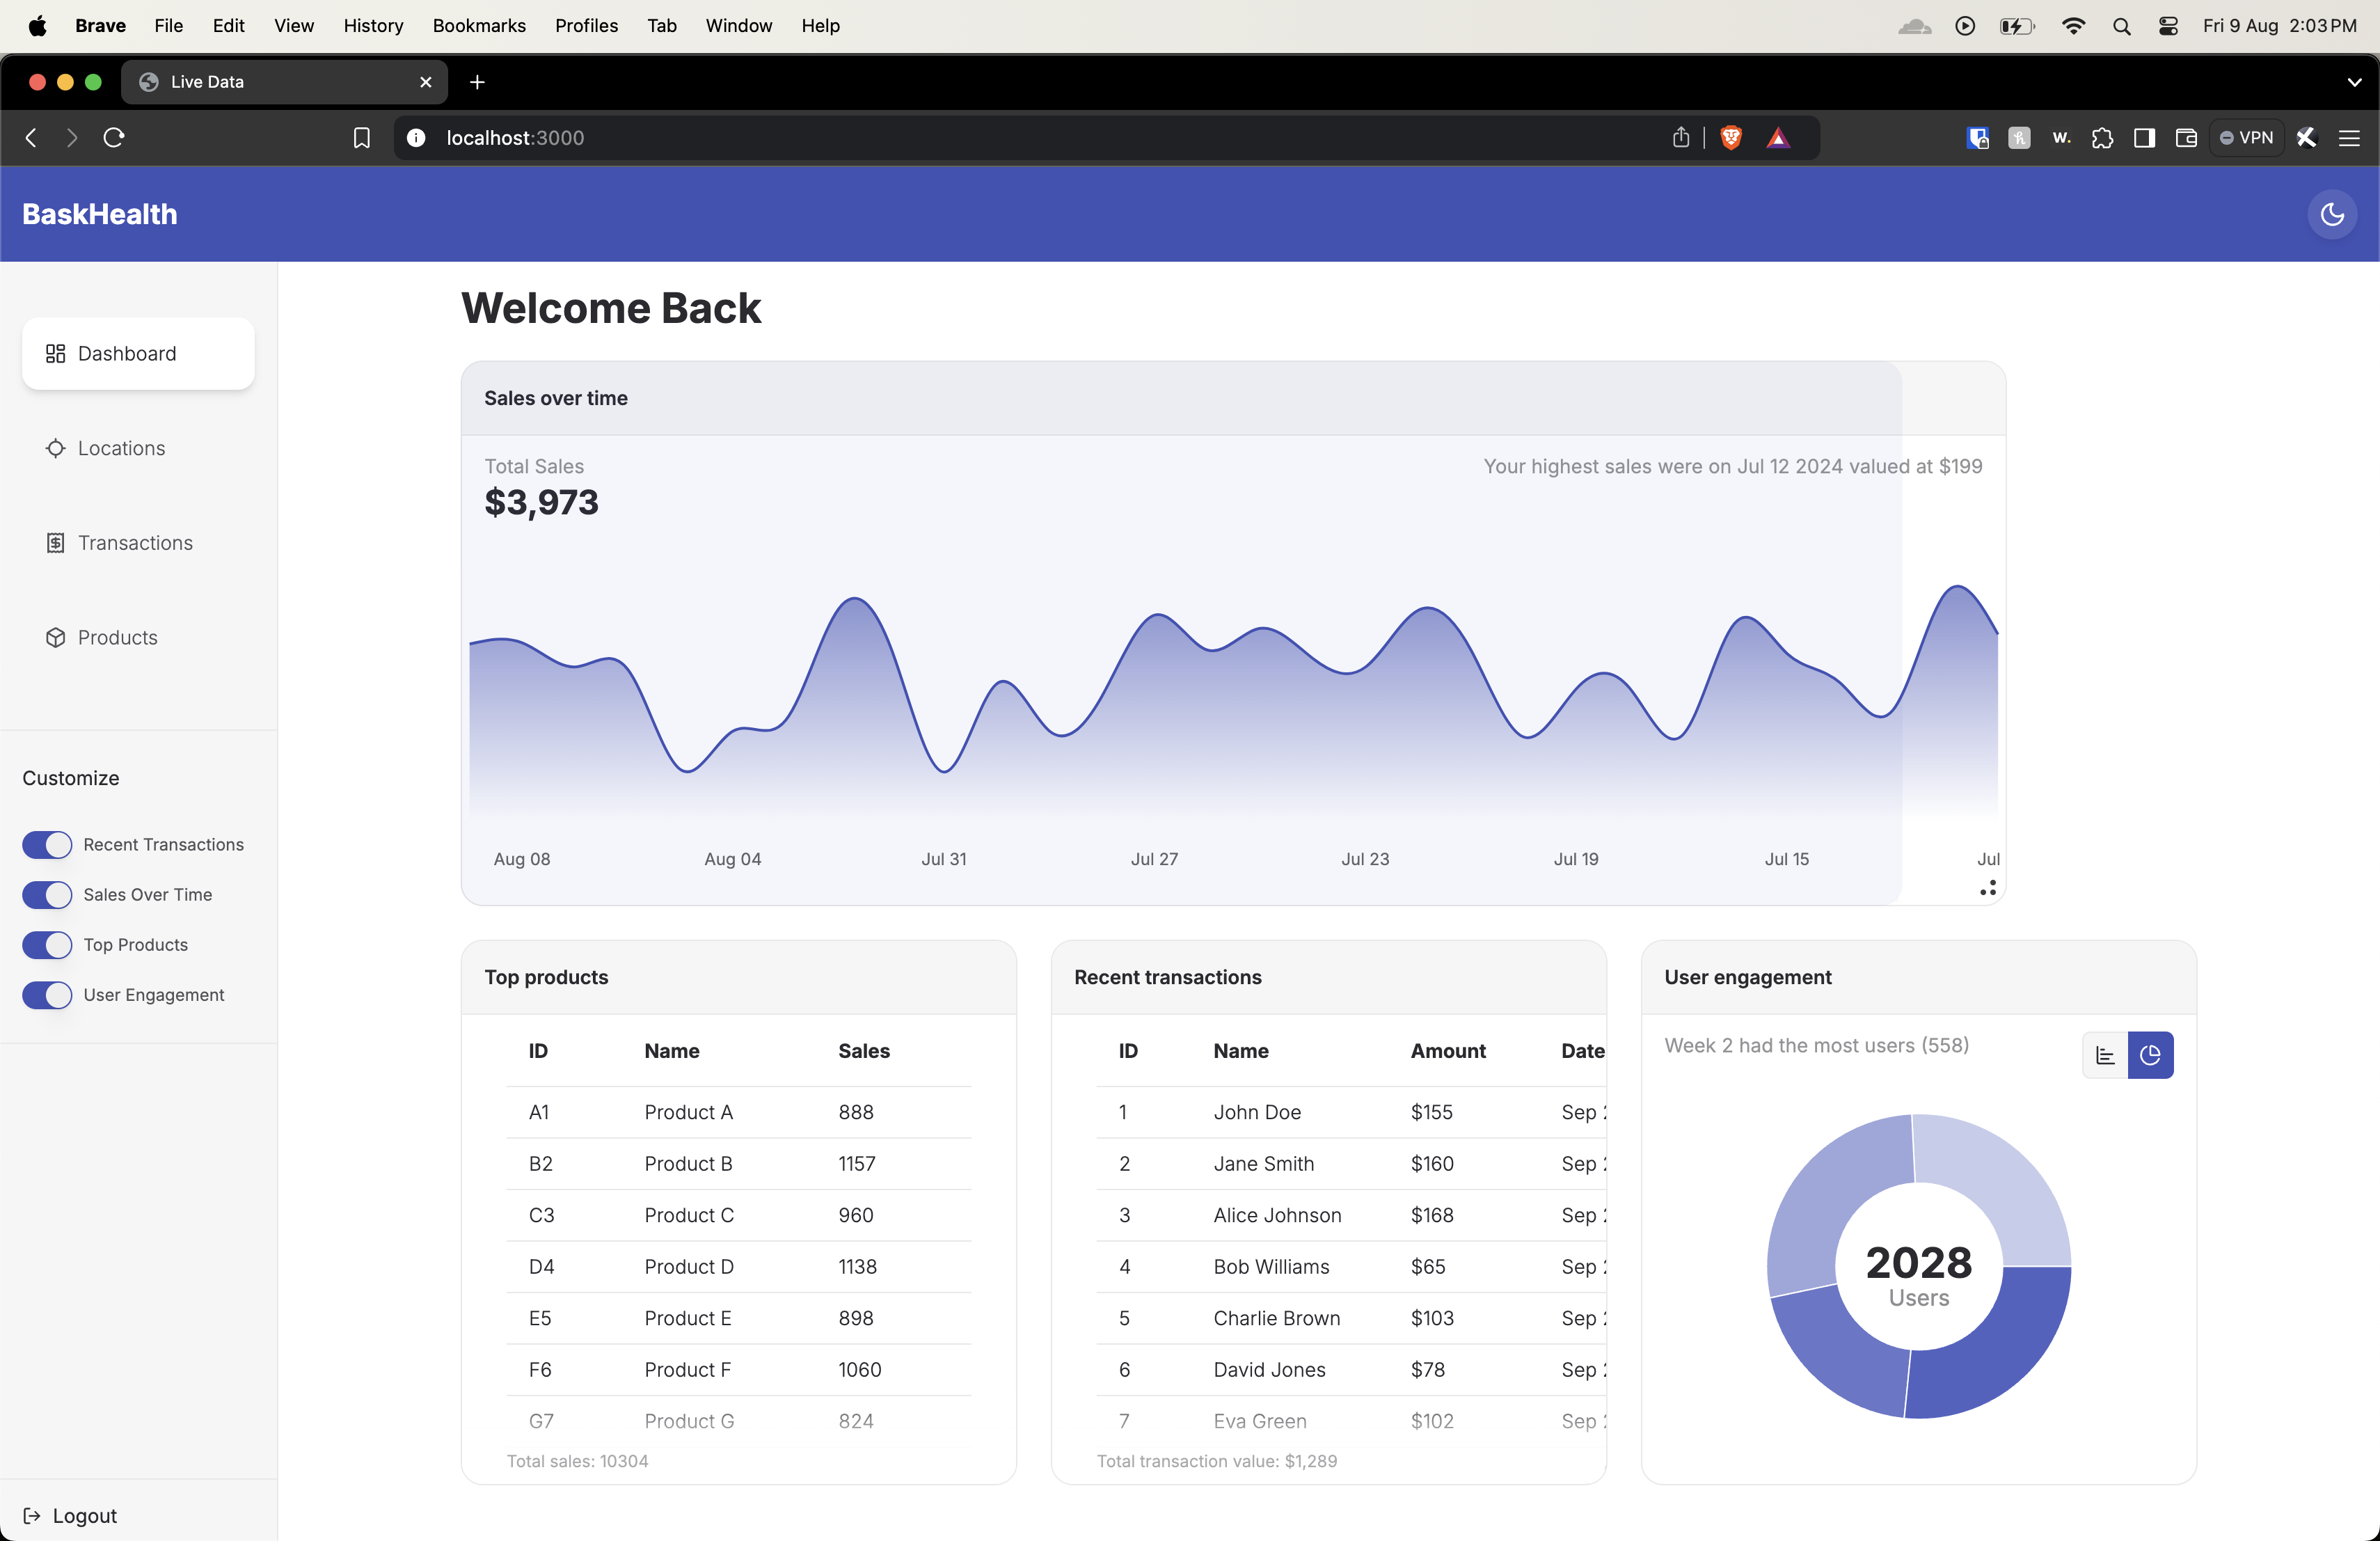 Brave File Edit View History Bookmarks Profiles Tab Window Help Fri 9 Aug 2:03 PM
Live Data
localhost:3000 W. VPN
BaskHealth
Dashboard
Locations
Transactions
Products
Customize
Recent Transactions
Sales Over Time
Top Products
User Engagement
Logout
Welcome Back
Sales over time
Total Sales
$3,973
Your highest sales were on Jul 12 2024 valued at $199
Aug 08 Aug 04 Jul 31 Jul 27 Jul 23 Jul 19 Jul 15 Jul
Top products
ID Name Sales
A1 Product A 888
B2 Product B 1157
C3 Product C 960
D4 Product D 1138
E5 Product E 898
F6 Product F 1060
G7 Product G 824
Total sales: 10304
Recent transactions
ID Name Amount Date
1 John Doe $155 Sep
2 Jane Smith $160 Sep
3 Alice Johnson $168 Sep
4 Bob Williams $65 Sep
5 Charlie Brown $103 Sep
6 David Jones $78 Sep
7 Eva Green $102 Sep
Total transaction value: $1,289
User engagement
Week 2 had the most users (558)
2028
Users